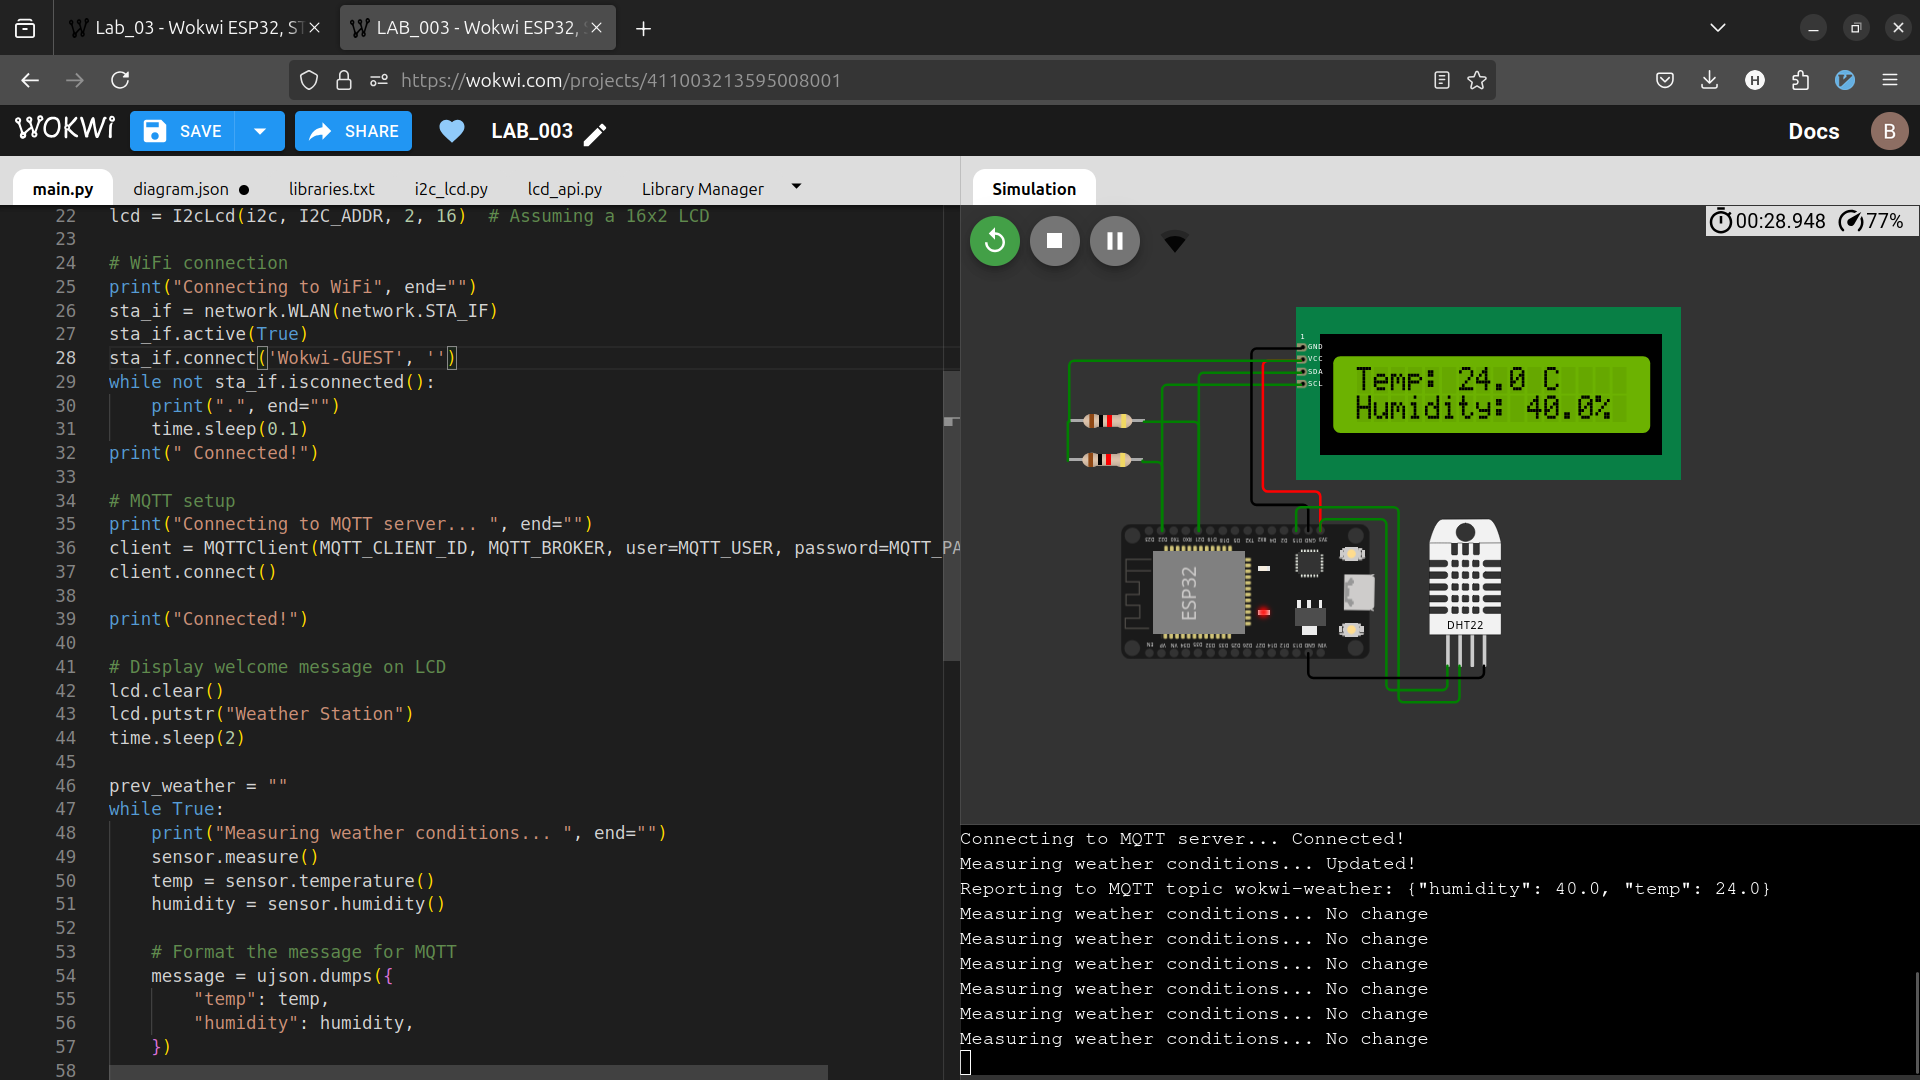 Lab_03 - Wokwi ESP32, ST
LAB_003 - Wokwi ESP32, S
https://wokwi.com/projects/411003213595008001
WOKWi
SAVE
SHARE
LAB_003
Docs
B
main.py
diagram.json
libraries.txt
i2c_lcd.py
lcd_api.py
Library Manager
22 lcd = I2cLcd(i2c, I2C_ADDR, 2, 16)  # Assuming a 16x2 LCD
23
24 # WiFi connection
25 print("Connecting to WiFi", end="")
26 sta_if = network.WLAN(network.STA_IF)
27 sta_if.active(True)
28 sta_if.connect('Wokwi-GUEST', '')
29 while not sta_if.isconnected():
30     print(".", end="")
31     time.sleep(0.1)
32 print(" Connected!")
33
34 # MQTT setup
35 print("Connecting to MQTT server... ", end="")
36 client = MQTTClient(MQTT_CLIENT_ID, MQTT_BROKER, user=MQTT_USER, password=MQTT_PA
37 client.connect()
38
39 print("Connected!")
40
41 # Display welcome message on LCD
42 lcd.clear()
43 lcd.putstr("Weather Station")
44 time.sleep(2)
45
46 prev_weather = ""
47 while True:
48     print("Measuring weather conditions... ", end="")
49     sensor.measure()
50     temp = sensor.temperature()
51     humidity = sensor.humidity()
52
53     # Format the message for MQTT
54     message = ujson.dumps({
55         "temp": temp,
56         "humidity": humidity,
57     })
58
Simulation
00:28.948
77%
1
GND
VCC
SDA
SCL
Temp: 24.0 C
Humidity: 40.0%
ESP32
DHT22
Connecting to MQTT server... Connected!
Measuring weather conditions... Updated!
Reporting to MQTT topic wokwi-weather: {"humidity": 40.0, "temp": 24.0}
Measuring weather conditions... No change
Measuring weather conditions... No change
Measuring weather conditions... No change
Measuring weather conditions... No change
Measuring weather conditions... No change
Measuring weather conditions... No change